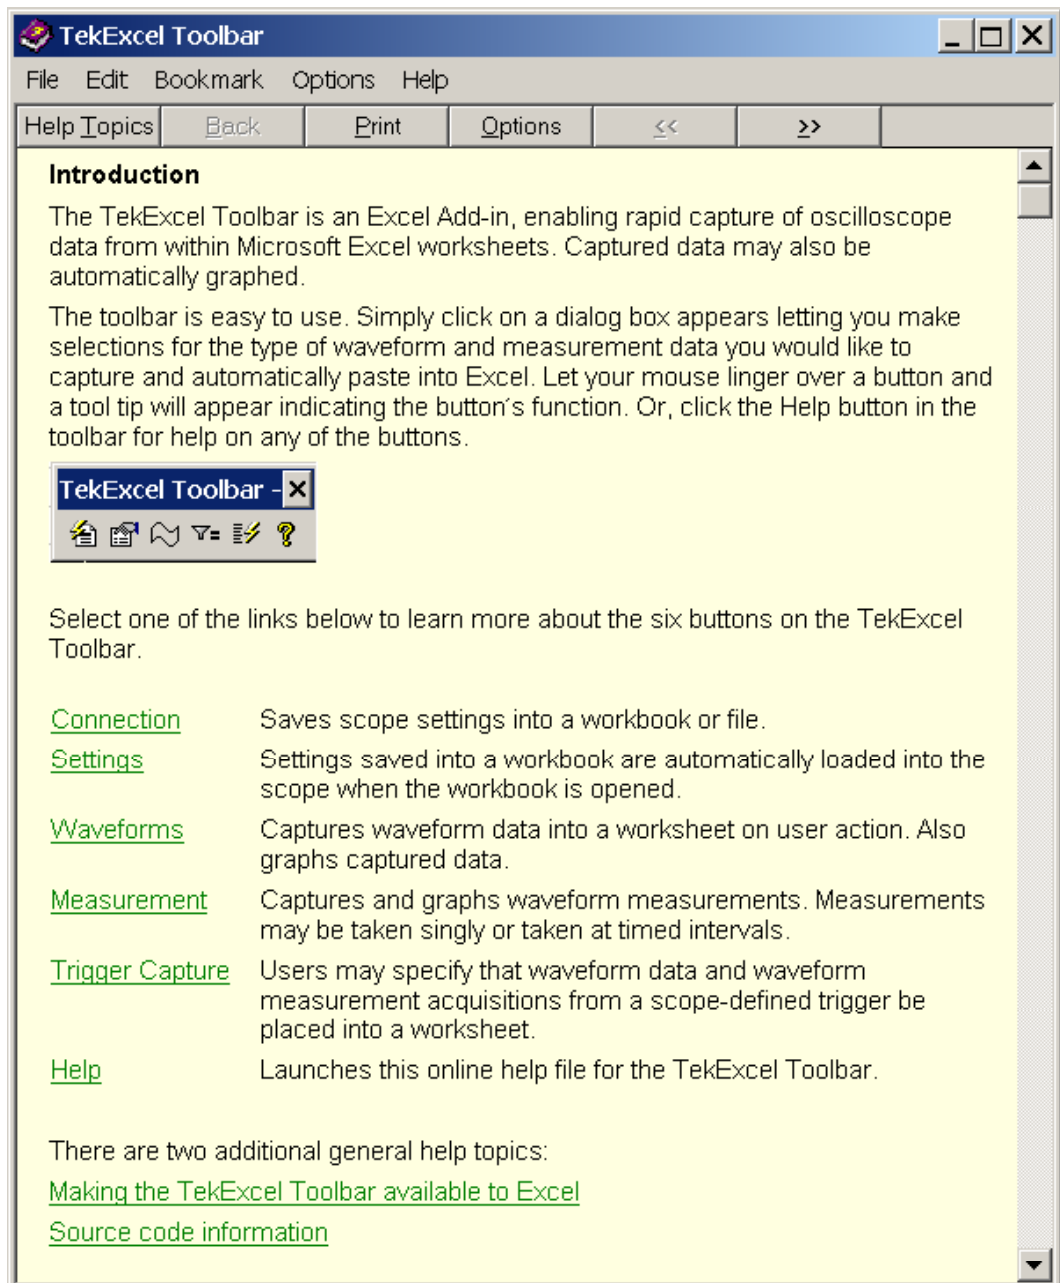 TekExcel Toolbar
File Edit Bookmark Options Help
Help Topics Back Print Options << >>
Introduction
The TekExcel Toolbar is an Excel Add-in, enabling rapid capture of oscilloscope
data from within Microsoft Excel worksheets. Captured data may also be
automatically graphed.
The toolbar is easy to use. Simply click on a dialog box appears letting you make
selections for the type of waveform and measurement data you would like to
capture and automatically paste into Excel. Let your mouse linger over a button and
a tool tip will appear indicating the button´s function. Or, click the Help button in the
toolbar for help on any of the buttons.
TekExcel Toolbar -
Select one of the links below to learn more about the six buttons on the TekExcel
Toolbar.
Connection Saves scope settings into a workbook or file.
Settings Settings saved into a workbook are automatically loaded into the
scope when the workbook is opened.
Waveforms Captures waveform data into a worksheet on user action. Also
graphs captured data.
Measurement Captures and graphs waveform measurements. Measurements
may be taken singly or taken at timed intervals.
Trigger Capture Users may specify that waveform data and waveform
measurement acquisitions from a scope-defined trigger be
placed into a worksheet.
Help Launches this online help file for the TekExcel Toolbar.
There are two additional general help topics:
Making the TekExcel Toolbar available to Excel
Source code information